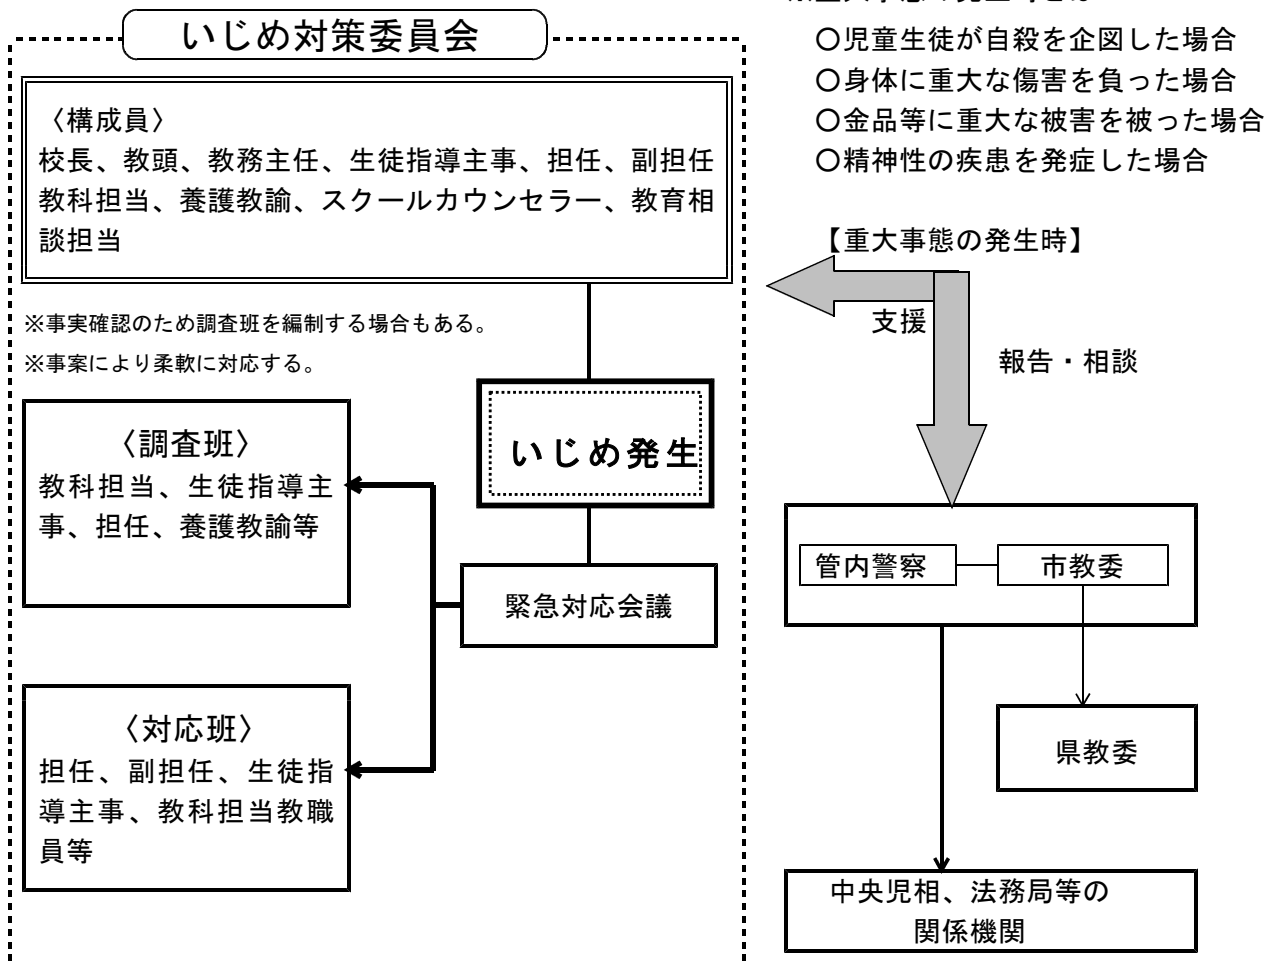 いじめ対策委員会
〈構成員〉
校長、教頭、教務主任、生徒指導主事、担任、副担任
教科担当、養護教諭、スクールカウンセラー、教育相
談担当
※事実確認のため調査班を編制する場合もある。
※事案により柔軟に対応する。
いじめ発生
緊急対応会議
〈調査班〉
教科担当、生徒指導主
事、担任、養護教諭等
〈対応班〉
担任、副担任、生徒指
導主事、教科担当教職
員等
〇児童生徒が自殺を企図した場合
〇身体に重大な傷害を負った場合
〇金品等に重大な被害を被った場合
〇精神性の疾患を発症した場合
【重大事態の発生時】
支援
報告・相談
管内警察
市教委
県教委
中央児相、法務局等の
関係機関